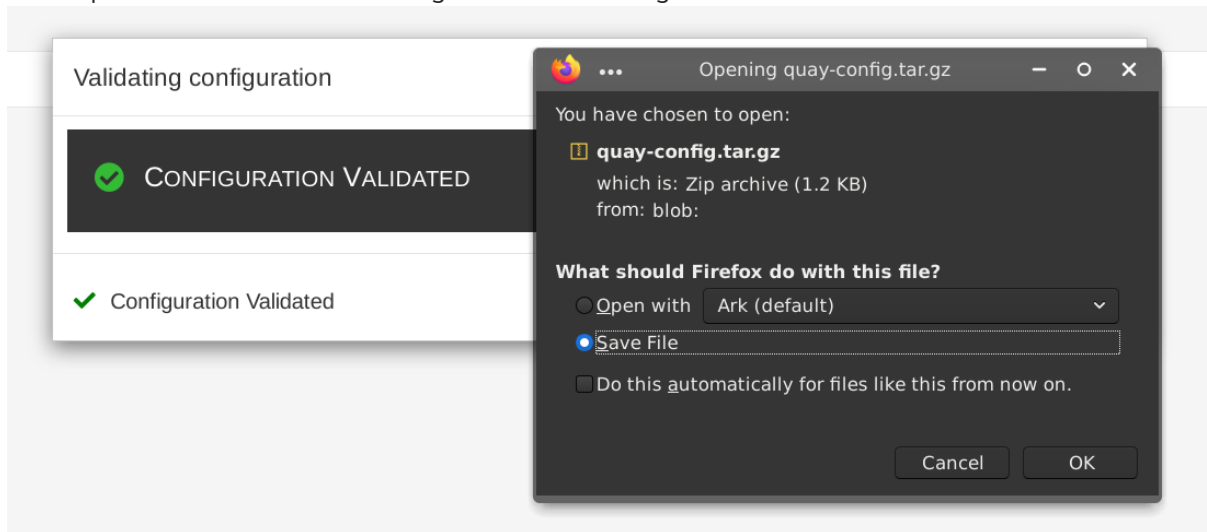 Validating configuration
CONFIGURATION VALIDATED
Configuration Validated
Opening quay-config.tar.gz
You have chosen to open:
quay-config.tar.gz
which is: Zip archive (1.2 KB)
from: blob:
What should Firefox do with this file?
Open with Ark (default)
Save File
Do this automatically for files like this from now on.
Cancel OK